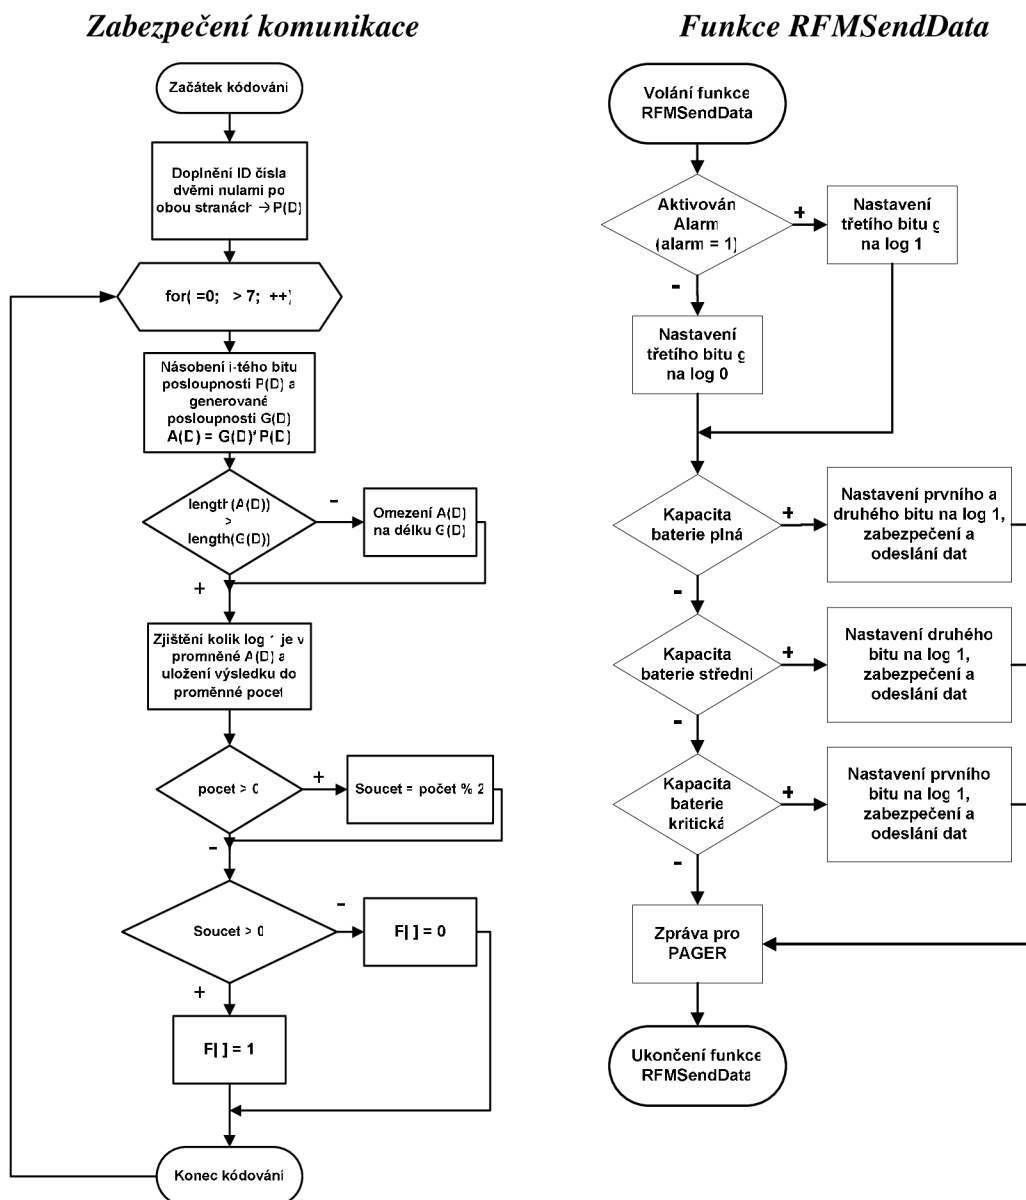 Zabezpečení komunikace
Začátek kódování
Doplnění ID čísla
dvěmi nulami po
obou stranách → P(D)
for( =0; > 7; ++)
Násobení i-tého bitu
posloupnosti P(D) a
generované
posloupnosti G(D)
A(D) = G(D)*P(D)
length(A(D))
>
length(G(D))
-
Omezení A(D)
na délku G(D)
+
Zjištění kolik log 1 je v
promněné A(D) a
uložení výsledku do
proměnné pocet
pocet > 0
+
Soucet = počet % 2
-
Soucet > 0
-
F[ ] = 0
+
F[ ] = 1
Konec kódování
Funkce RFMSendData
Volání funkce
RFMSendData
Aktivován
Alarm
(alarm = 1)
+
Nastavení
třetího bitu g
na log 1
-
Nastavení
třetího bitu g
na log 0
Kapacita
baterie plná
+
Nastavení prvního a
druhého bitu na log 1,
zabezpečení a
odeslání dat
-
Kapacita
baterie střední
+
Nastavení druhého
bitu na log 1,
zabezpečení a
odeslání dat
-
Kapacita
baterie
kritická
+
Nastavení prvního
bitu na log 1,
zabezpečení a
odeslání dat
-
Zpráva pro
PAGER
Ukončení funkce
RFMSendData